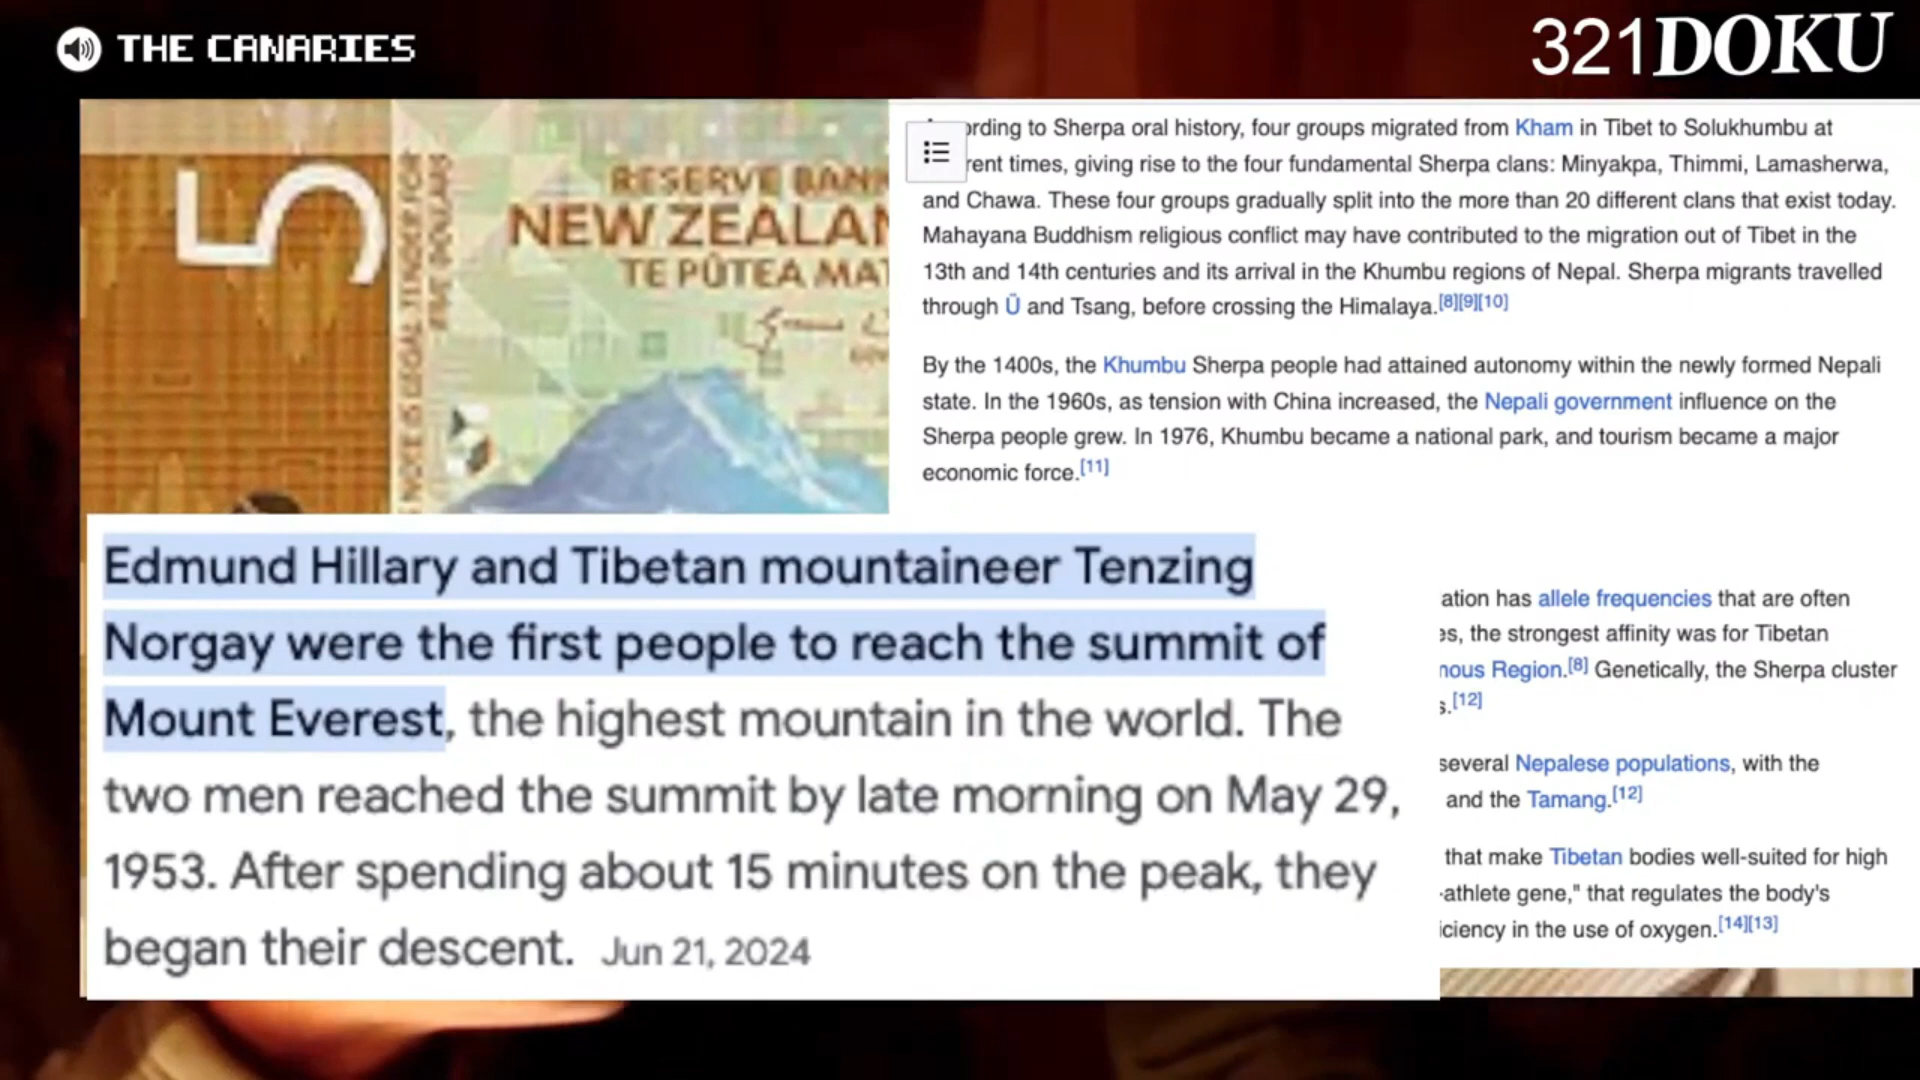 THE CANARIES
321DOKU
5
NCE IS LEGAL TENDER FOR
FIVE DOLLARS
RESERVE BAN
NEW ZEALA
TE PŪTEA MA
rding to Sherpa oral history, four groups migrated from Kham in Tibet to Solukhumbu at
rent times, giving rise to the four fundamental Sherpa clans: Minyakpa, Thimmi, Lamasherwa,
and Chawa. These four groups gradually split into the more than 20 different clans that exist today.
Mahayana Buddhism religious conflict may have contributed to the migration out of Tibet in the
13th and 14th centuries and its arrival in the Khumbu regions of Nepal. Sherpa migrants travelled
through Ü and Tsang, before crossing the Himalaya.[8][9][10]
By the 1400s, the Khumbu Sherpa people had attained autonomy within the newly formed Nepali
state. In the 1960s, as tension with China increased, the Nepali government influence on the
Sherpa people grew. In 1976, Khumbu became a national park, and tourism became a major
economic force.[11]
Edmund Hillary and Tibetan mountaineer Tenzing
Norgay were the first people to reach the summit of
Mount Everest, the highest mountain in the world. The
two men reached the summit by late morning on May 29,
1953. After spending about 15 minutes on the peak, they
began their descent. Jun 21, 2024
ation has allele frequencies that are often
es, the strongest affinity was for Tibetan
nous Region.[8] Genetically, the Sherpa cluster
s.[12]
several Nepalese populations, with the
and the Tamang.[12]
that make Tibetan bodies well-suited for high
-athlete gene," that regulates the body's
iciency in the use of oxygen.[14][13]